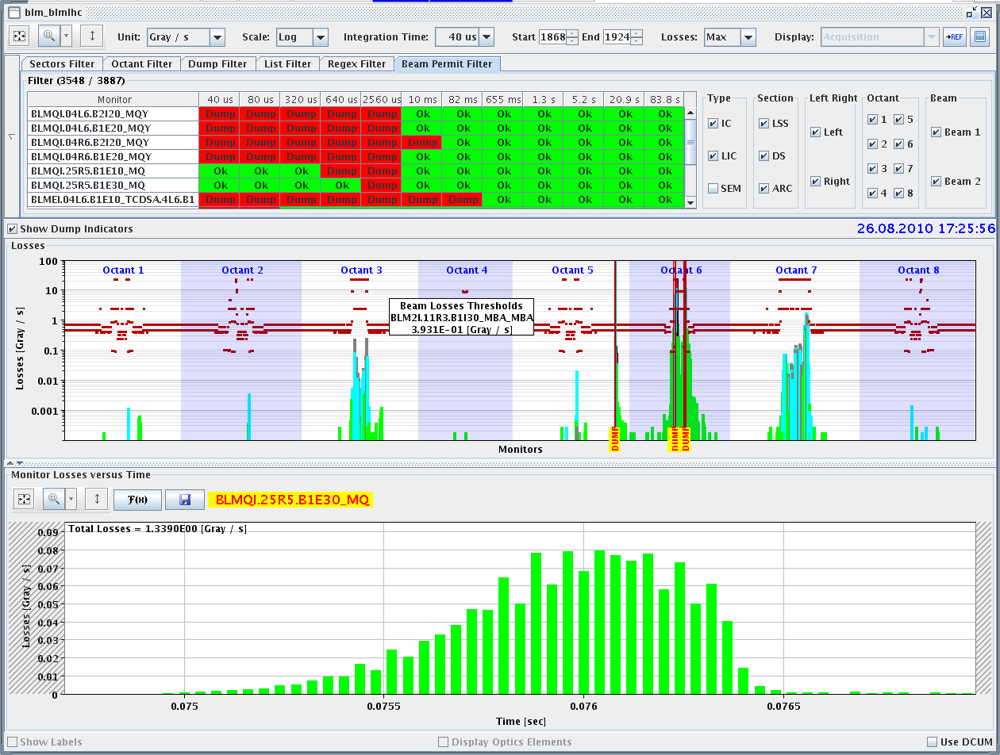 blm_blmlhc
Unit: Gray / s Scale: Log Integration Time: 40 us Start 1868 End 1924 Losses: Max Display: Acquisition →REF
Sectors Filter Octant Filter Dump Filter List Filter Regex Filter Beam Permit Filter
Filter (3548 / 3887)
Monitor 40 us 80 us 320 us 640 us 2560 us 10 ms 82 ms 655 ms 1.3 s 5.2 s 20.9 s 83.8 s
BLMQI.04L6.B2I20_MQY Dump Dump Dump Dump Dump Ok Ok Ok Ok Ok Ok Ok
BLMQI.04L6.B1E20_MQY Dump Dump Dump Dump Dump Ok Ok Ok Ok Ok Ok Ok
BLMQI.04R6.B2I20_MQY Dump Dump Dump Dump Dump Dump Ok Ok Ok Ok Ok Ok
BLMQI.04R6.B1E20_MQY Dump Dump Dump Dump Dump Ok Ok Ok Ok Ok Ok Ok
BLMQI.25R5.B1E10_MQ Ok Ok Ok Dump Dump Ok Ok Ok Ok Ok Ok Ok
BLMQI.25R5.B1E30_MQ Ok Ok Ok Ok Dump Ok Ok Ok Ok Ok Ok Ok
BLMEI.04L6.B1E10_TCDSA.4L6.B1 Dump Dump Dump Dump Dump Dump Dump Ok Ok Ok Ok Ok
Type Section Left Right Octant Beam
IC LSS Left 1 5 Beam 1
2 6
LIC DS
3 7
Right Beam 2
SEM ARC 4 8
Show Dump Indicators 26.08.2010 17:25:56
Losses
Losses [Gray / s]
100
10
1
0.1
0.01
0.001
Octant 1 Octant 2 Octant 3 Octant 4 Octant 5 Octant 6 Octant 7 Octant 8
Beam Losses Thresholds
BLM2I.11R3.B1I30_MBA_MBA
3.931E-01 [Gray / s]
DUMP DUMP DUMP
Monitors
Monitor Losses versus Time
F(x) BLMQI.25R5.B1E30_MQ
Total Losses = 1.3390E00 [Gray / s]
Losses [Gray / s]
0.09
0.08
0.07
0.06
0.05
0.04
0.03
0.02
0.01
0
0.075 0.0755 0.076 0.0765
Time [sec]
Show Labels Display Optics Elements Use DCUM